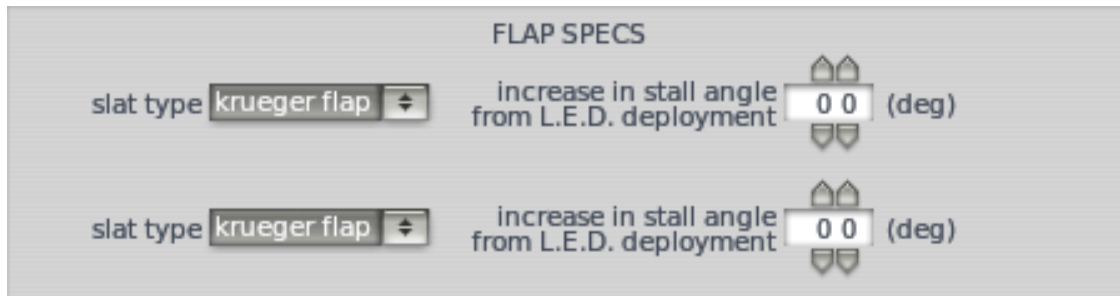 FLAP SPECS
slat type krueger flap increase in stall angle from L.E.D. deployment 0 0 (deg)
slat type krueger flap increase in stall angle from L.E.D. deployment 0 0 (deg)